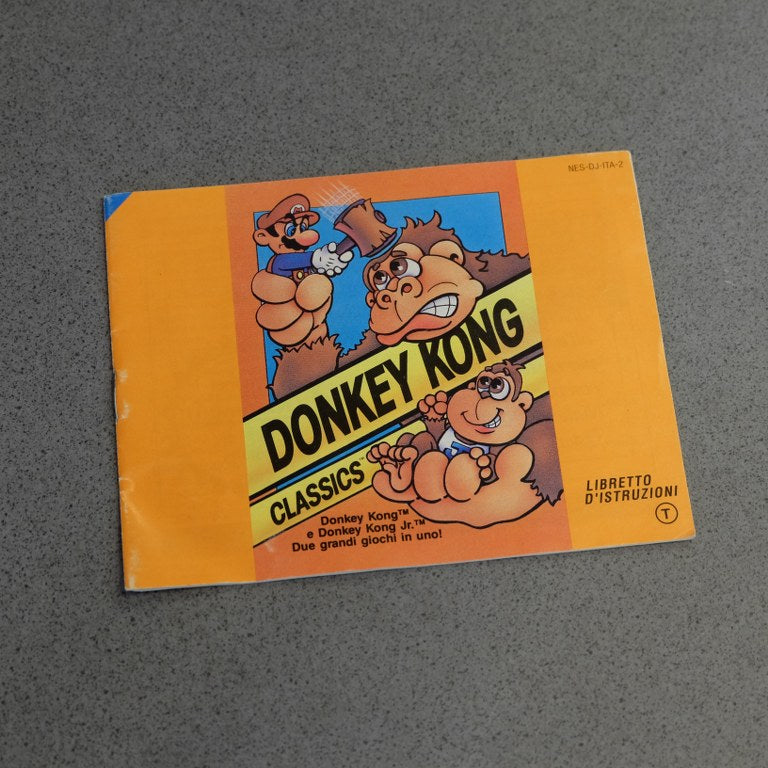 NES-DJ-ITA-2
M
DONKEY KONG
CLASSICS™
J
Donkey Kong™
e Donkey Kong Jr.™
Due grandi giochi in uno!
LIBRETTO
D'ISTRUZIONI
T